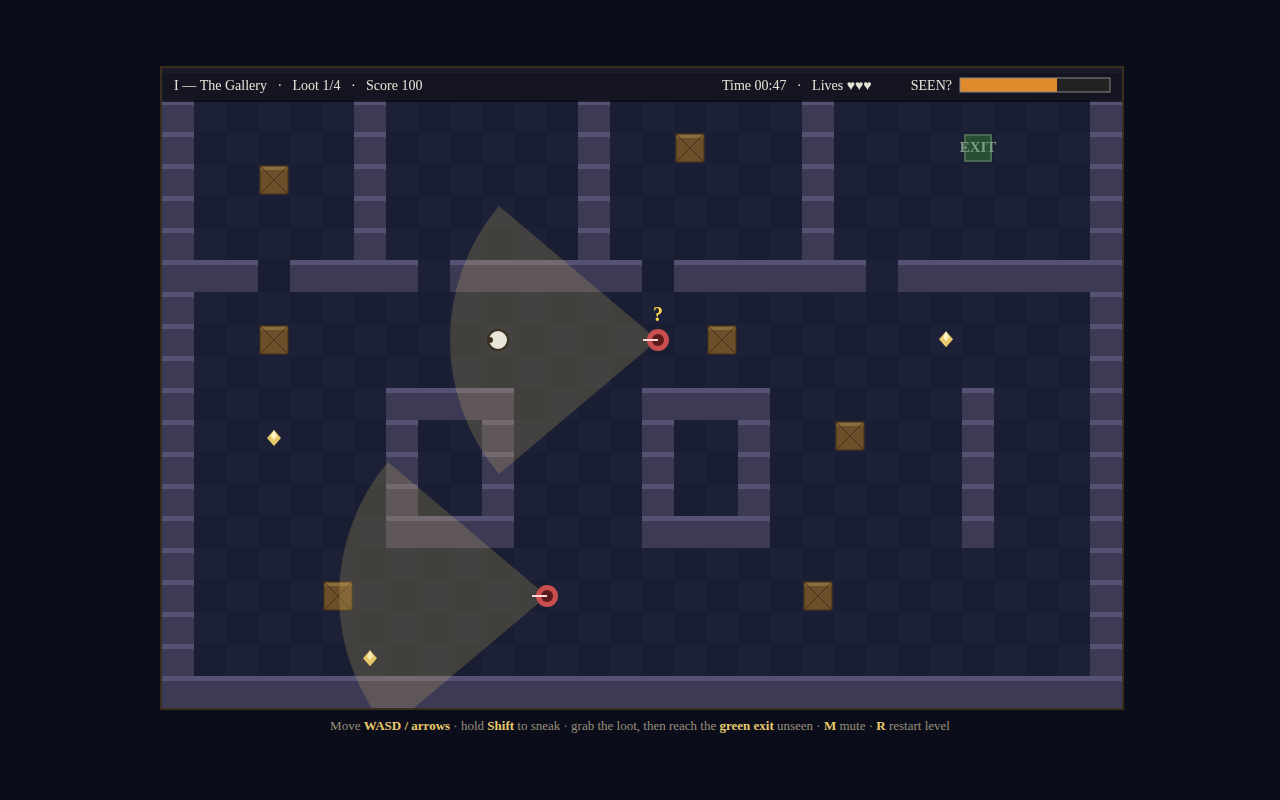 I — The Gallery · Loot 1/4 · Score 100 Time 00:47 · Lives ♥♥♥ SEEN?
EXIT
?
Move WASD / arrows · hold Shift to sneak · grab the loot, then reach the green exit unseen · M mute · R restart level